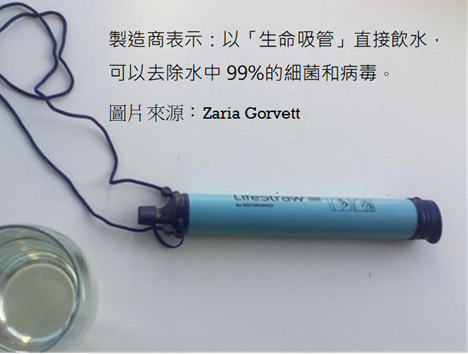 製造商表示：以「生命吸管」直接飲水，
可以去除水中 99%的細菌和病毒。
圖片來源：Zaria Gorvett
LifeStraw